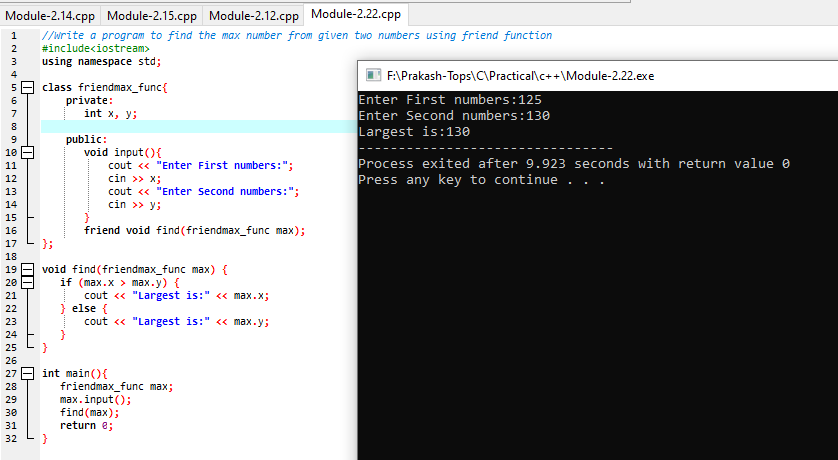 Module-2.14.cpp Module-2.15.cpp Module-2.12.cpp Module-2.22.cpp
1 //Write a program to find the max number from given two numbers using friend function
2 #include<iostream>
3 using namespace std;
4
5 class friendmax_func{
6 private:
7 int x, y;
8
9 public:
10 void input(){
11 cout << "Enter First numbers:";
12 cin >> x;
13 cout << "Enter Second numbers:";
14 cin >> y;
15 }
16 friend void find(friendmax_func max);
17 };
18
19 void find(friendmax_func max) {
20 if (max.x > max.y) {
21 cout << "Largest is:" << max.x;
22 } else {
23 cout << "Largest is:" << max.y;
24 }
25 }
26
27 int main(){
28 friendmax_func max;
29 max.input();
30 find(max);
31 return 0;
32 }
F:\Prakash-Tops\C\Practical\c++\Module-2.22.exe
Enter First numbers:125
Enter Second numbers:130
Largest is:130
--------------------------------
Process exited after 9.923 seconds with return value 0
Press any key to continue . . .